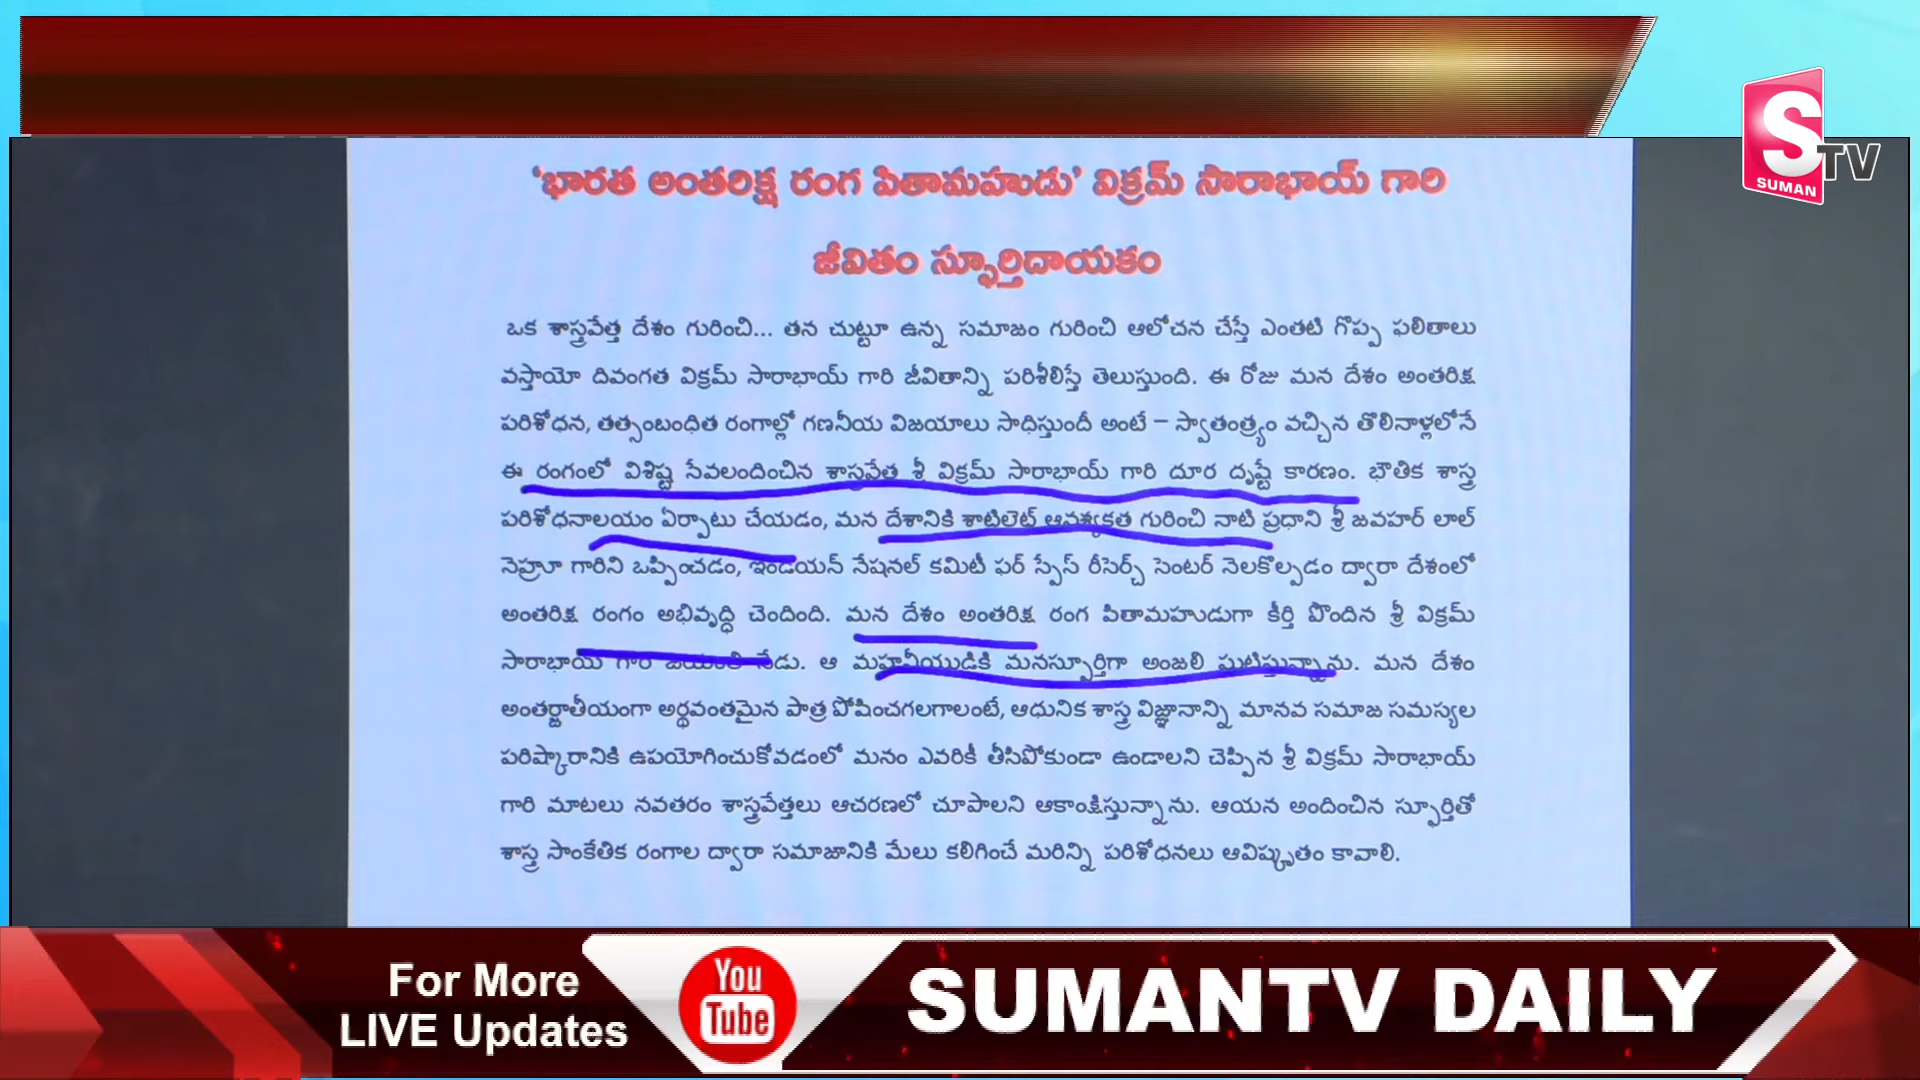 S
TV
SUMAN
'భారత అంతరిక్ష రంగ పితామహుడు' విక్రమ్ సారాభాయ్ గారి
జీవితం స్ఫూర్తిదాయకం
ఒక శాస్త్రవేత్త దేశం గురించి... తన చుట్టూ ఉన్న సమాజం గురించి ఆలోచన చేస్తే ఎంతటి గొప్ప ఫలితాలు
వస్తాయో దివంగత విక్రమ్ సారాభాయ్ గారి జీవితాన్ని పరిశీలిస్తే తెలుస్తుంది. ఈ రోజు మన దేశం అంతరిక్ష
పరిశోధన, తత్సంబంధిత రంగాల్లో గణనీయ విజయాలు సాధిస్తుందీ అంటే – స్వాతంత్ర్యం వచ్చిన తొలినాళ్లలోనే
ఈ రంగంలో విశిష్ట సేవలందించిన శాస్త్రవేత్త శ్రీ విక్రమ్ సారాభాయ్ గారి దూర దృష్టే కారణం. భౌతిక శాస్త్ర
పరిశోధనాలయం ఏర్పాటు చేయడం, మన దేశానికి శాటిలైట్ ఆవశ్యకత గురించి నాటి ప్రధాని శ్రీ జవహర్ లాల్
నెహ్రూ గారిని ఒప్పించడం, ఇండియన్ నేషనల్ కమిటీ ఫర్ స్పేస్ రీసెర్చ్ సెంటర్ నెలకొల్పడం ద్వారా దేశంలో
అంతరిక్ష రంగం అభివృద్ధి చెందింది. మన దేశం అంతరిక్ష రంగ పితామహుడుగా కీర్తి పొందిన శ్రీ విక్రమ్
సారాభాయ్ గారి జయంతి నేడు. ఆ మహనీయుడికి మనస్ఫూర్తిగా అంజలి ఘటిస్తున్నాను. మన దేశం
అంతర్జాతీయంగా అర్థవంతమైన పాత్ర పోషించగలగాలంటే, ఆధునిక శాస్త్ర విజ్ఞానాన్ని మానవ సమాజ సమస్యల
పరిష్కారానికి ఉపయోగించుకోవడంలో మనం ఎవరికీ తీసిపోకుండా ఉండాలని చెప్పిన శ్రీ విక్రమ్ సారాభాయ్
గారి మాటలు నవతరం శాస్త్రవేత్తలు ఆచరణలో చూపాలని ఆకాంక్షిస్తున్నాను. ఆయన అందించిన స్ఫూర్తితో
శాస్త్ర సాంకేతిక రంగాల ద్వారా సమాజానికి మేలు కలిగించే మరిన్ని పరిశోధనలు ఆవిష్కృతం కావాలి.
For More
LIVE Updates
You
Tube
SUMANTV DAILY